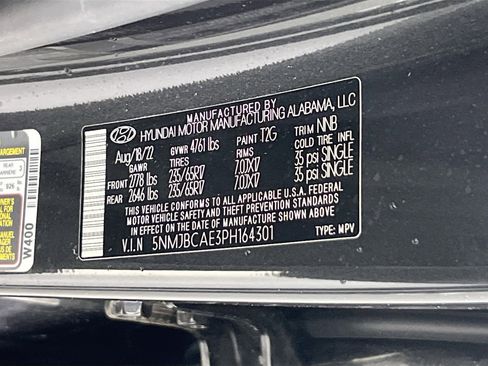 MANUFACTURED BY
HYUNDAI MOTOR MANUFACTURING ALABAMA, LLC
Aug/18/22 GVWR 4761 lbs PAINT T2G TRIM NNB
GAWR TIRES RIMS COLD TIRE INFL
FRONT 2778 lbs 235/65R17 7.0JX17 35 psi SINGLE
REAR 2646 lbs 235/65R17 7.0JX17 35 psi SINGLE
THIS VEHICLE CONFORMS TO ALL APPLICABLE U.S.A. FEDERAL
MOTOR VEHICLE SAFETY AND THEFT PREVENTION STANDARDS
IN EFFECT ON THE DATE OF MANUFACTURE SHOWN ABOVE
V.I.N 5NMJBCAE3PH164301 TYPE: MPV
REAR
3
926
W400